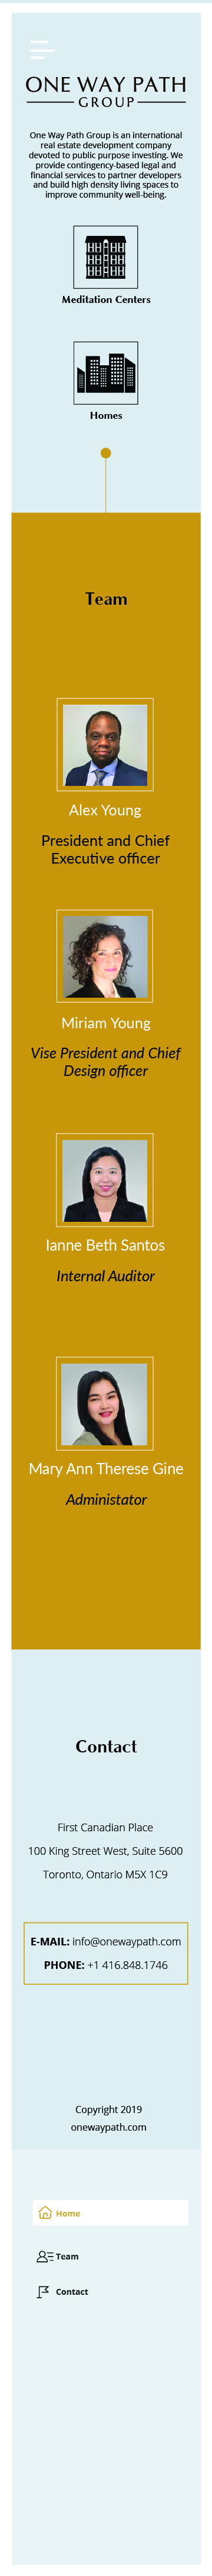 ONE WAY PATH
GROUP
One Way Path Group is an international
real estate development company
devoted to public purpose investing. We
provide contingency-based legal and
financial services to partner developers
and build high density living spaces to
improve community well-being.
Meditation Centers
Homes
Team
Alex Young
President and Chief
Executive officer
Miriam Young
Vise President and Chief
Design officer
Ianne Beth Santos
Internal Auditor
Mary Ann Therese Gine
Administator
Contact
First Canadian Place
100 King Street West, Suite 5600
Toronto, Ontario M5X 1C9
E-MAIL: info@onewaypath.com
PHONE: +1 416.848.1746
Copyright 2019
onewaypath.com
Home
Team
Contact